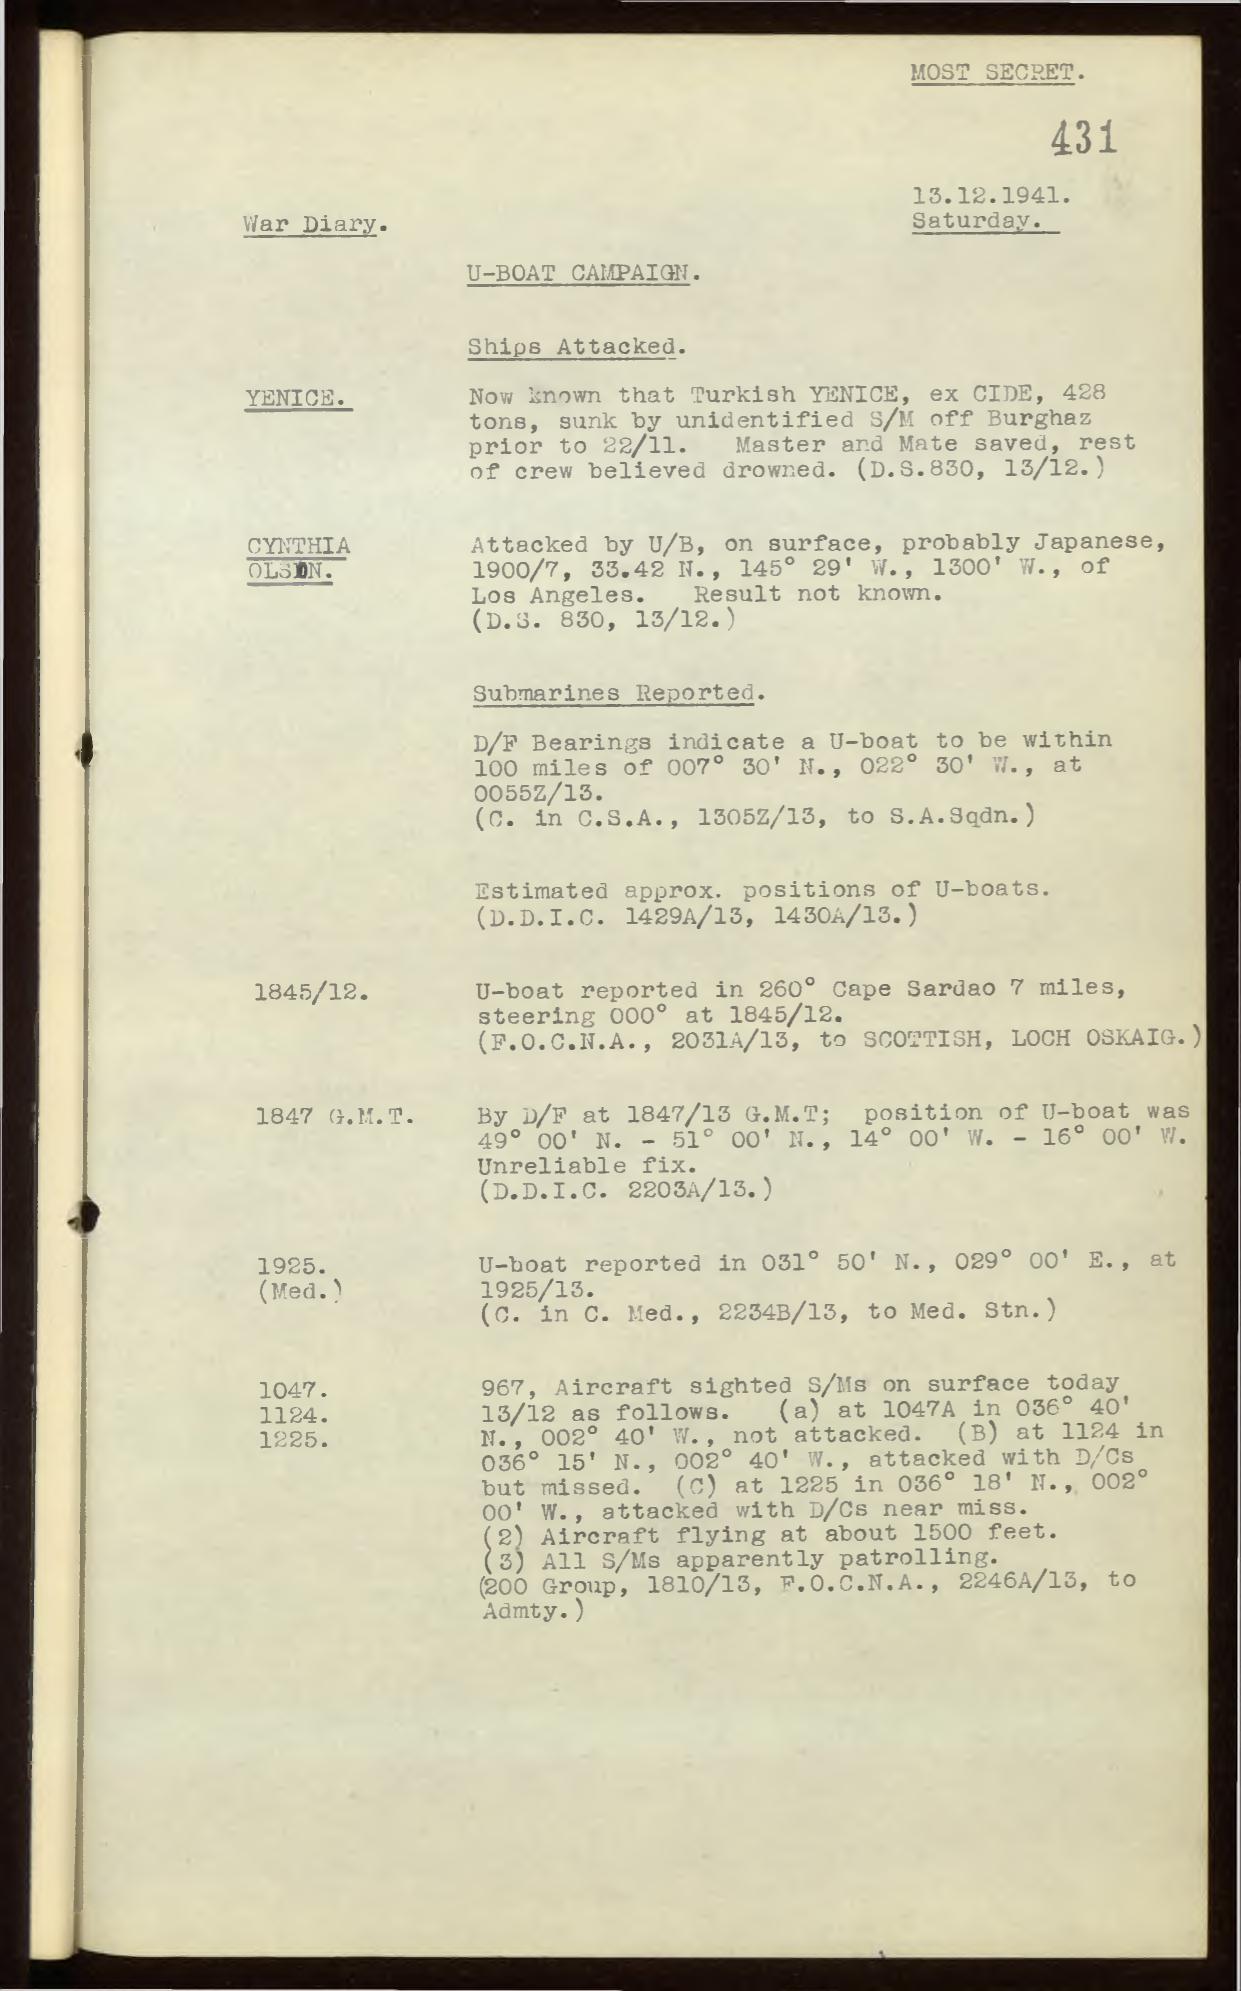 MOST SECRET.
431
13.12.1941.
War Diary.
Saturday.
U-BOAT CAMPAIGN.
Ships Attacked.
YENICE.
Now known that Turkish YENICE, ex CIDE, 428
tons, sunk by unidentified S/M off Burghaz
prior to 22/11. Master and Mate saved, rest
of crew believed drowned. (D.S.830, 13/12.)
CYNTHIA
OLSON.
Attacked by U/B, on surface, probably Japanese,
1900/7, 33.42 N., 145° 29' W., 1300' W., of
Los Angeles. Result not known.
(D.S. 830, 13/12.)
Submarines Reported.
D/F Bearings indicate a U-boat to be within
100 miles of 007° 30' N., 022° 30' W., at
0055Z/13.
(C. in C.S.A., 1305Z/13, to S.A.Sqdn.)
Estimated approx. positions of U-boats.
(D.D.I.C. 1429A/13, 1430A/13.)
1845/12.
U-boat reported in 260° Cape Sardao 7 miles,
steering 000° at 1845/12.
(F.O.C.N.A., 2031A/13, to SCOTTISH, LOCH OSKAIG.)
1847 G.M.T.
By D/F at 1847/13 G.M.T; position of U-boat was
49° 00' N. - 51° 00' N., 14° 00' W. - 16° 00' W.
Unreliable fix.
(D.D.I.C. 2203A/13.)
1925.
(Med.)
U-boat reported in 031° 50' N., 029° 00' E., at
1925/13.
(C. in C. Med., 2234B/13, to Med. Stn.)
1047.
1124.
1225.
967, Aircraft sighted S/Ms on surface today
13/12 as follows. (a) at 1047A in 036° 40'
N., 002° 40' W., not attacked. (B) at 1124 in
036° 15' N., 002° 40' W., attacked with D/Cs
but missed. (C) at 1225 in 036° 18' N., 002°
00' W., attacked with D/Cs near miss.
(2) Aircraft flying at about 1500 feet.
(3) All S/Ms apparently patrolling.
(200 Group, 1810/13, F.O.C.N.A., 2246A/13, to
Admty.)